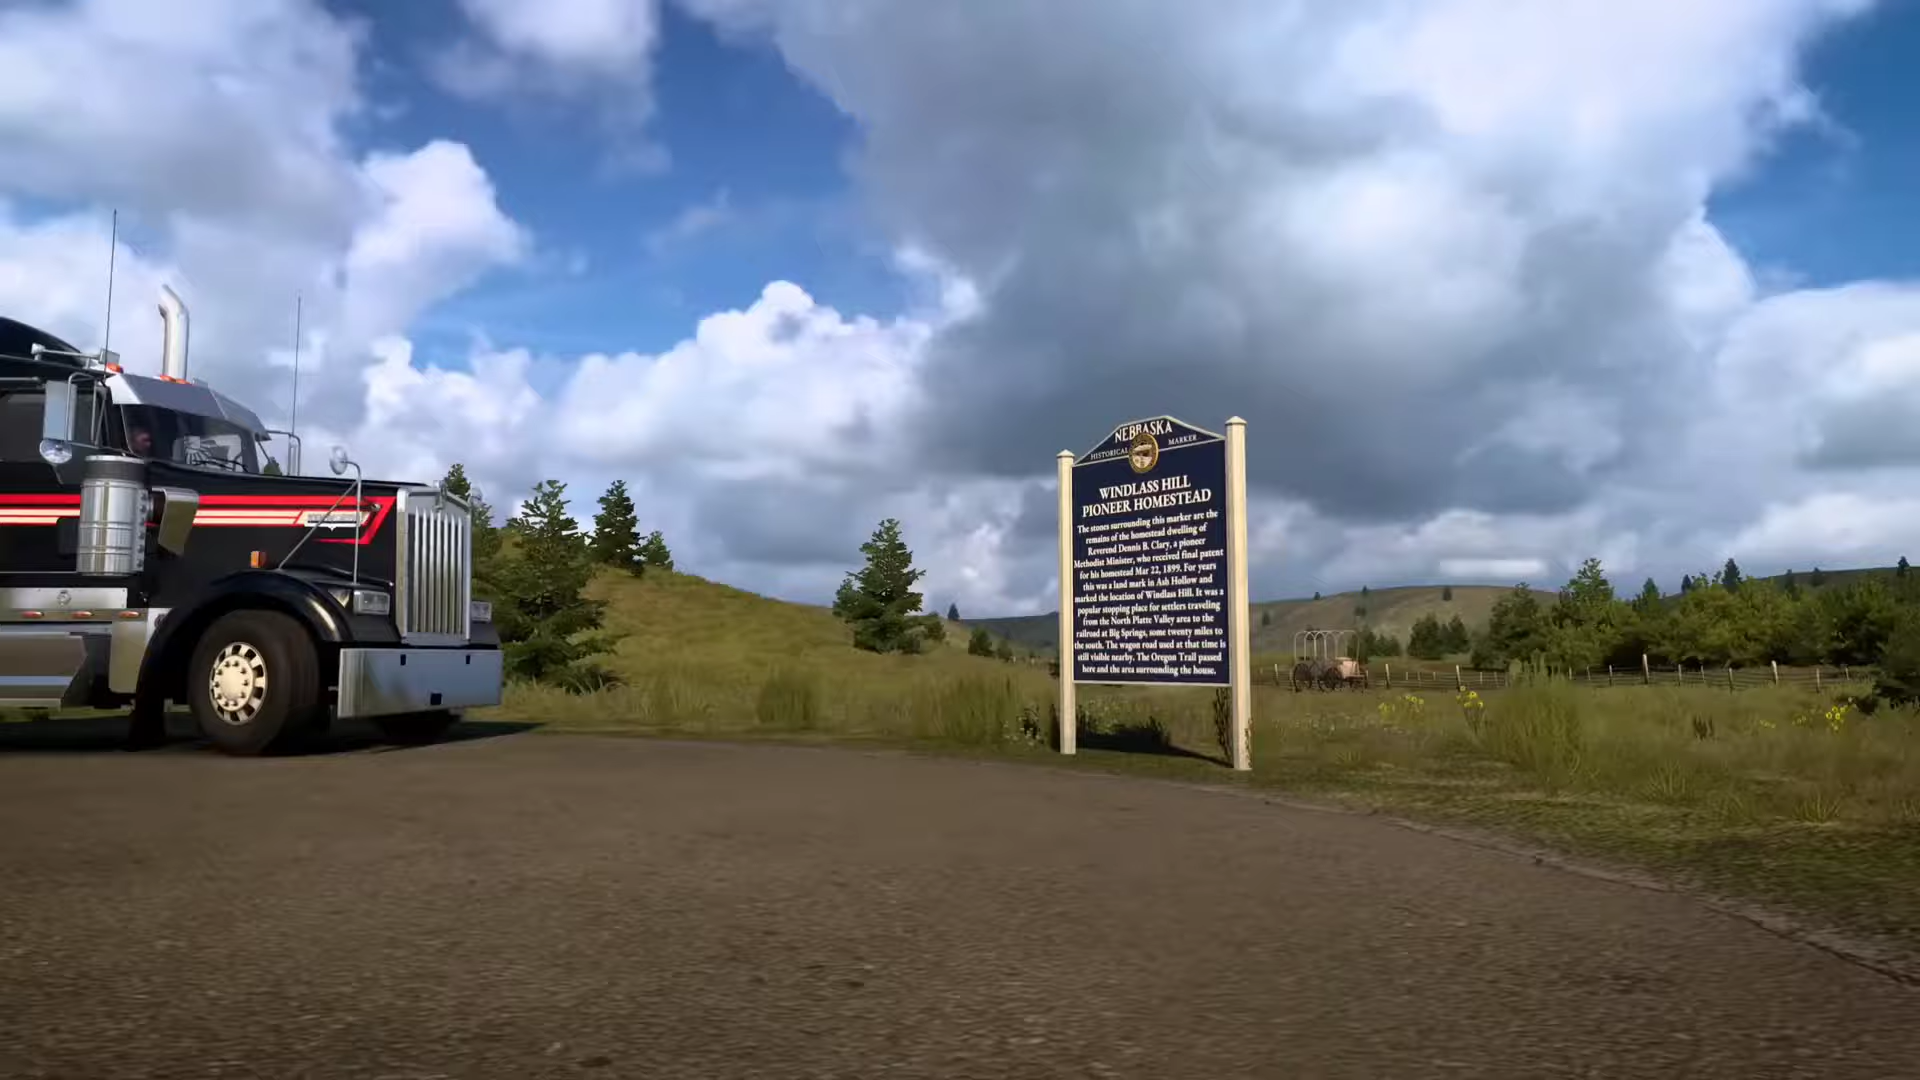 NEBRASKA
HISTORICAL MARKER
WINDLASS HILL
PIONEER HOMESTEAD
The stones surrounding this marker are the
remains of the homestead dwelling of
Reverend Dennis B. Clary, a pioneer
Methodist Minister, who received final patent
for his homestead Mar 22, 1899. For years
this was a land mark in Ash Hollow and
marked the location of Windlass Hill. It was a
popular stopping place for settlers traveling
from the North Platte Valley area to the
railroad at Big Springs, some twenty miles to
the south. The wagon road used at that time is
still visible nearby. The Oregon Trail passed
here and the area surrounding the house.